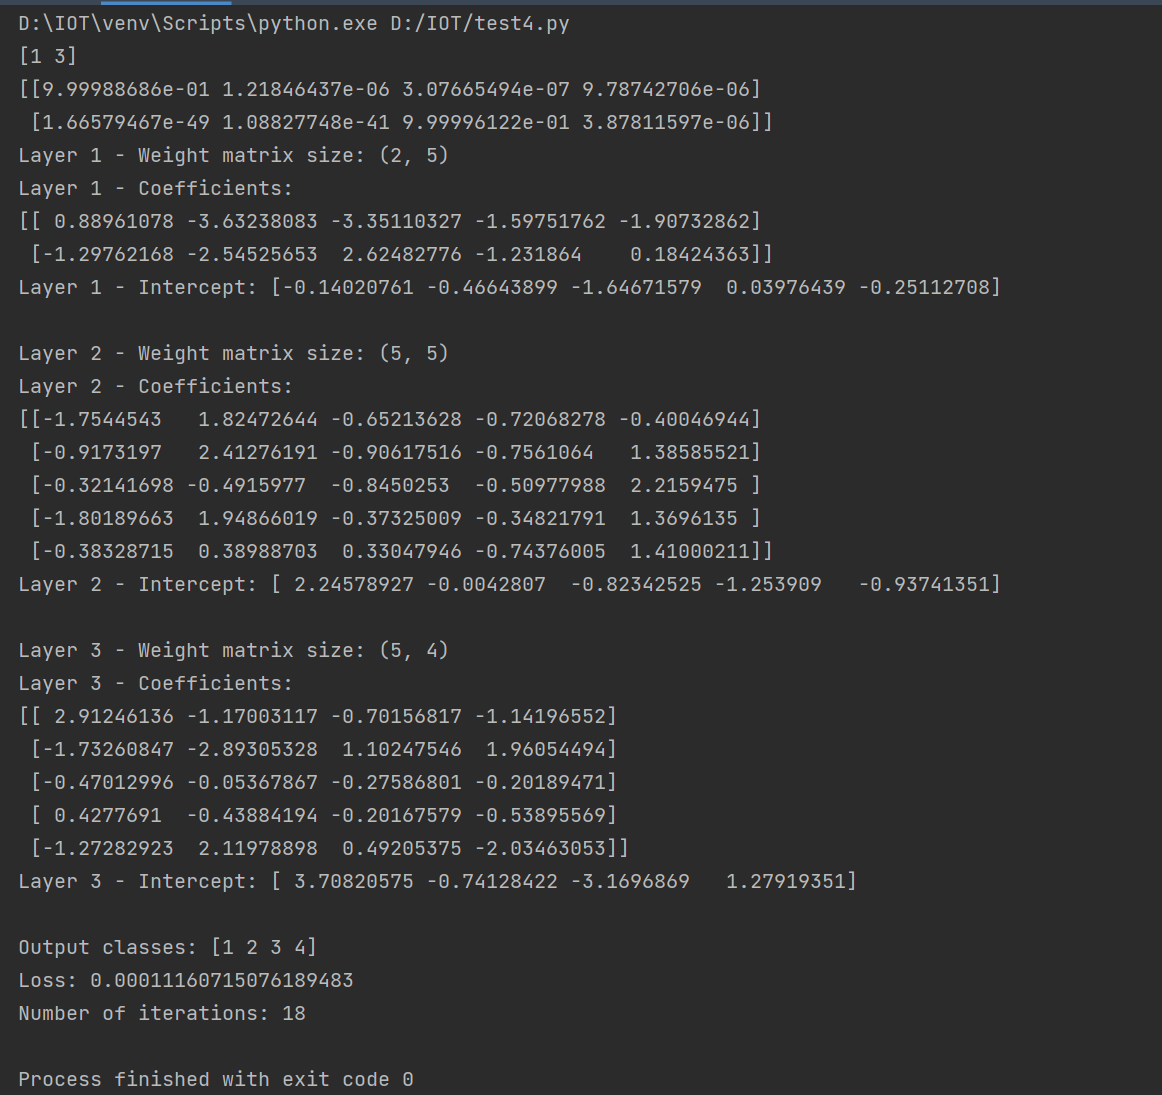 D:\IOT\venv\Scripts\python.exe D:/IOT/test4.py
[1 3]
[[9.99988686e-01 1.21846437e-06 3.07665494e-07 9.78742706e-06]
 [1.66579467e-49 1.08827748e-41 9.99996122e-01 3.87811597e-06]]
Layer 1 - Weight matrix size: (2, 5)
Layer 1 - Coefficients:
[[ 0.88961078 -3.63238083 -3.35110327 -1.59751762 -1.90732862]
 [-1.29762168 -2.54525653  2.62482776 -1.231864    0.18424363]]
Layer 1 - Intercept: [-0.14020761 -0.46643899 -1.64671579  0.03976439 -0.25112708]

Layer 2 - Weight matrix size: (5, 5)
Layer 2 - Coefficients:
[[-1.7544543   1.82472644 -0.65213628 -0.72068278 -0.40046944]
 [-0.9173197   2.41276191 -0.90617516 -0.7561064   1.38585521]
 [-0.32141698 -0.4915977  -0.8450253  -0.50977988  2.2159475 ]
 [-1.80189663  1.94866019 -0.37325009 -0.34821791  1.3696135 ]
 [-0.38328715  0.38988703  0.33047946 -0.74376005  1.41000211]]
Layer 2 - Intercept: [ 2.24578927 -0.0042807  -0.82342525 -1.253909   -0.93741351]

Layer 3 - Weight matrix size: (5, 4)
Layer 3 - Coefficients:
[[ 2.91246136 -1.17003117 -0.70156817 -1.14196552]
 [-1.73260847 -2.89305328  1.10247546  1.96054494]
 [-0.47012996 -0.05367867 -0.27586801 -0.20189471]
 [ 0.4277691  -0.43884194 -0.20167579 -0.53895569]
 [-1.27282923  2.11978898  0.49205375 -2.03463053]]
Layer 3 - Intercept: [ 3.70820575 -0.74128422 -3.1696869   1.27919351]

Output classes: [1 2 3 4]
Loss: 0.00011160715076189483
Number of iterations: 18

Process finished with exit code 0